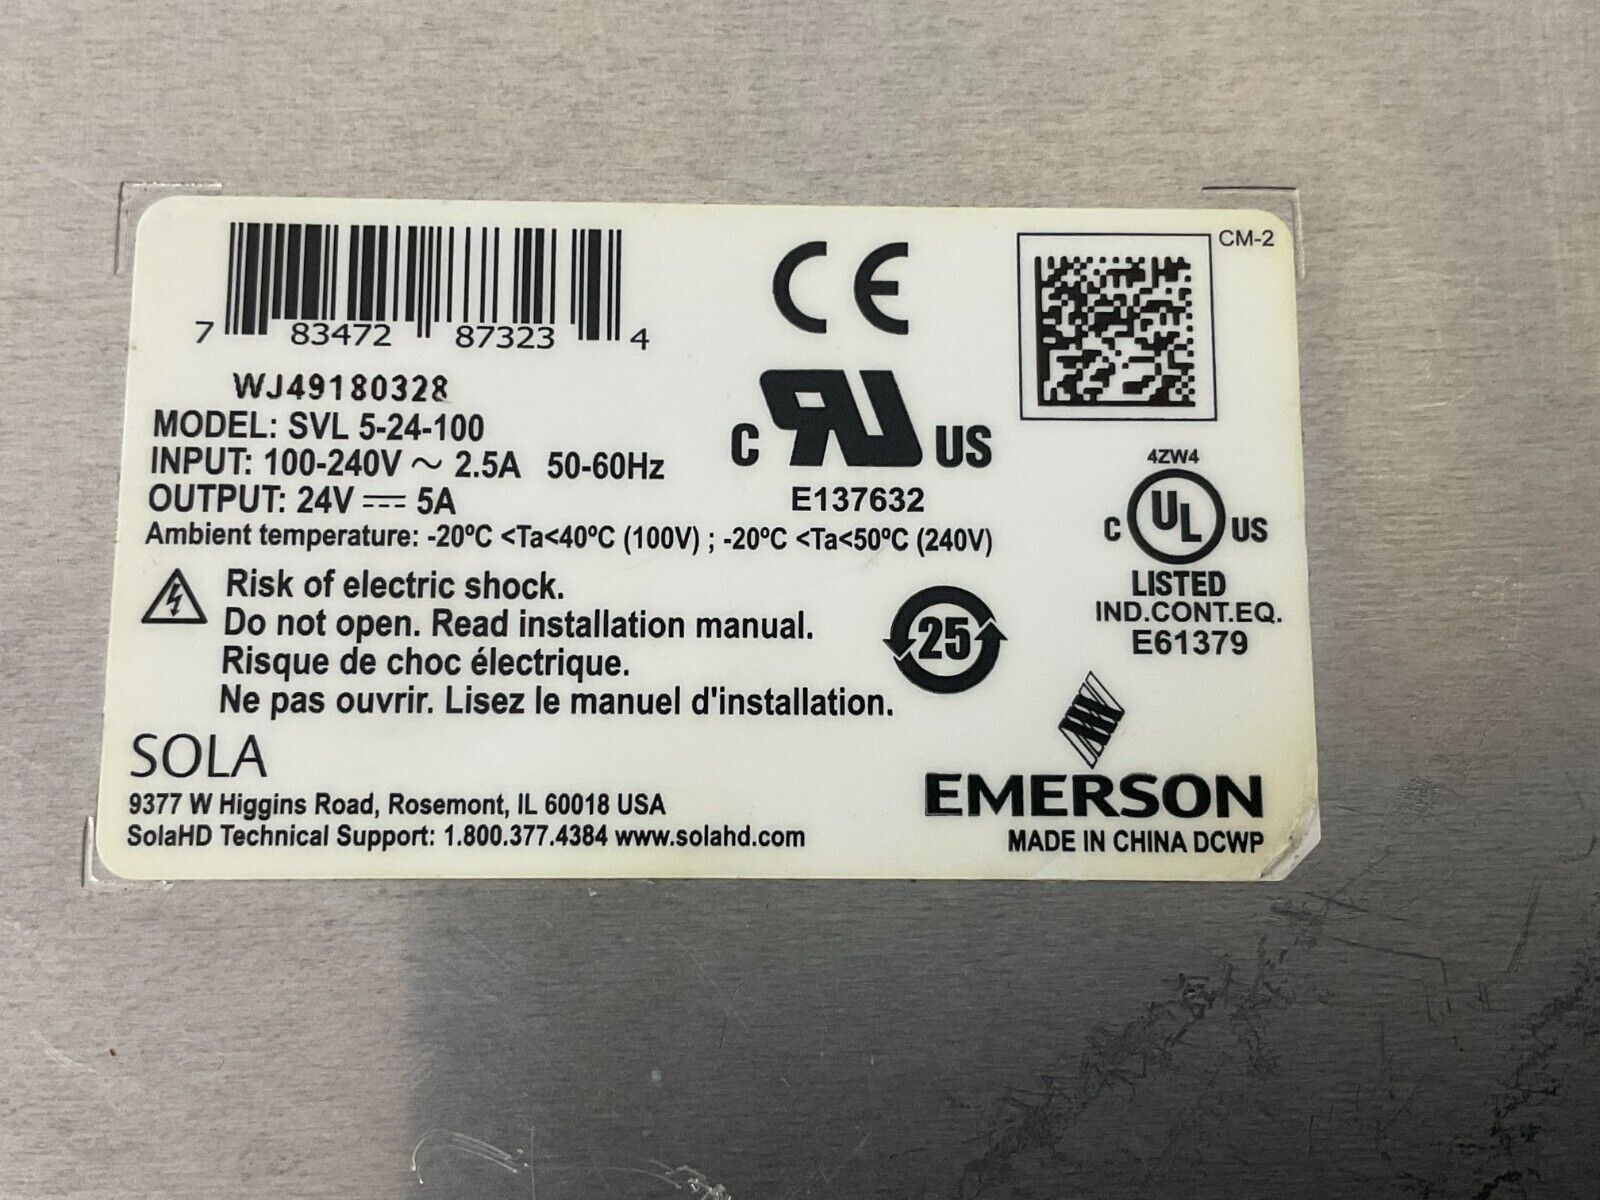 CM-2
7 83472 87323 4
CE
WJ49180328
MODEL: SVL 5-24-100
INPUT: 100-240V ～ 2.5A 50-60Hz
OUTPUT: 24V ⎓ 5A
C RU US
E137632
4ZW4
C UL US
LISTED
IND.CONT.EQ.
E61379
Ambient temperature: -20ºC <Ta<40ºC (100V) ; -20ºC <Ta<50ºC (240V)
Risk of electric shock.
Do not open. Read installation manual.
Risque de choc électrique.
Ne pas ouvrir. Lisez le manuel d'installation.
25
SOLA
9377 W Higgins Road, Rosemont, IL 60018 USA
SolaHD Technical Support: 1.800.377.4384 www.solahd.com
EMERSON
MADE IN CHINA DCWP